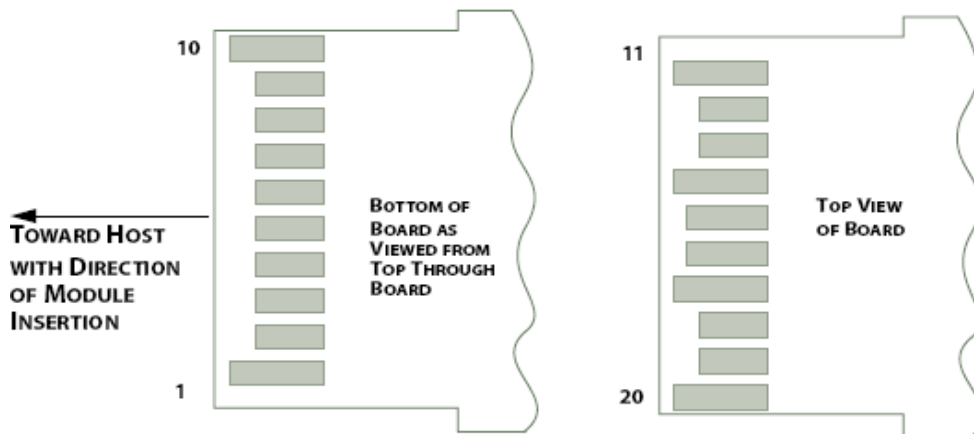 10
TOWARD HOST
WITH DIRECTION
OF MODULE
INSERTION
1
BOTTOM OF
BOARD AS
VIEWED FROM
TOP THROUGH
BOARD
11
TOP VIEW
OF BOARD
20